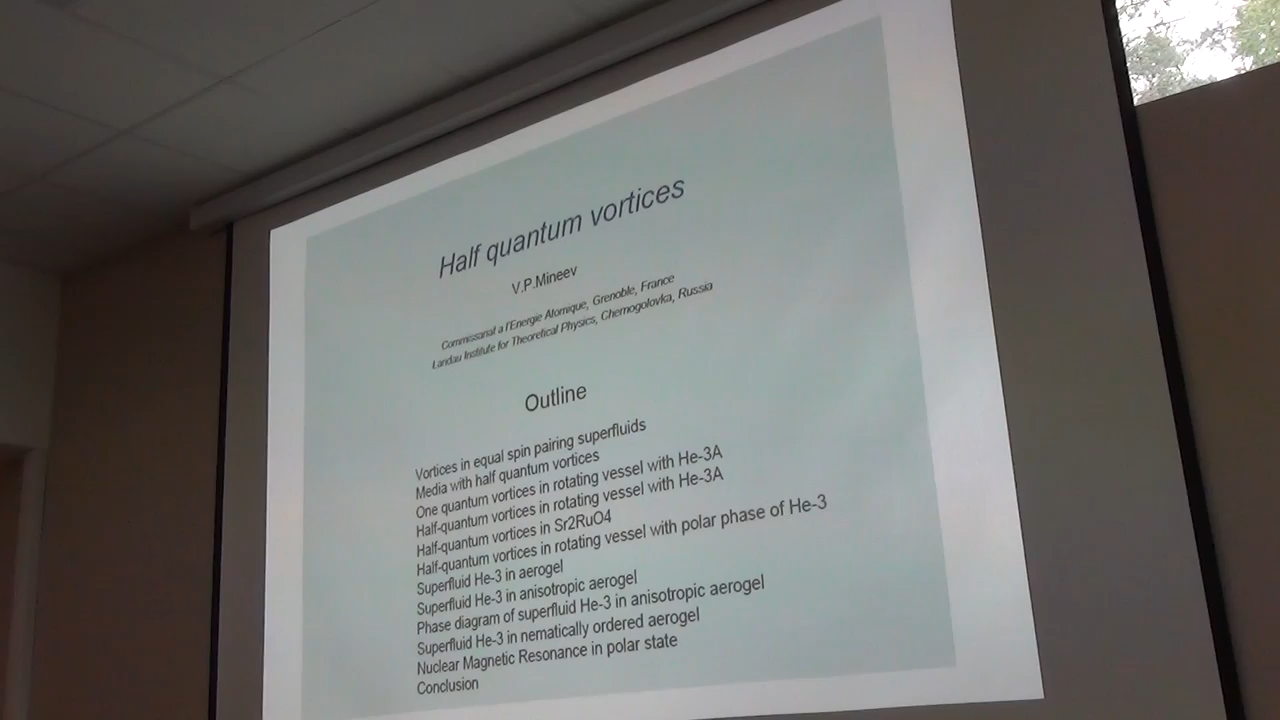 Half quantum vortices
V.P.Mineev
Commissariat a l'Energie Atomique, Grenoble, France
Landau Institute for Theoretical Physics, Chernogolovka, Russia
Outline
Vortices in equal spin pairing superfluids
Media with half quantum vortices
One quantum vortices in rotating vessel with He-3A
Half-quantum vortices in rotating vessel with He-3A
Half-quantum vortices in Sr2RuO4
Half-quantum vortices in rotating vessel with polar phase of He-3
Superfluid He-3 in aerogel
Superfluid He-3 in anisotropic aerogel
Phase diagram of superfluid He-3 in anisotropic aerogel
Superfluid He-3 in nematically ordered aerogel
Nuclear Magnetic Resonance in polar state
Conclusion